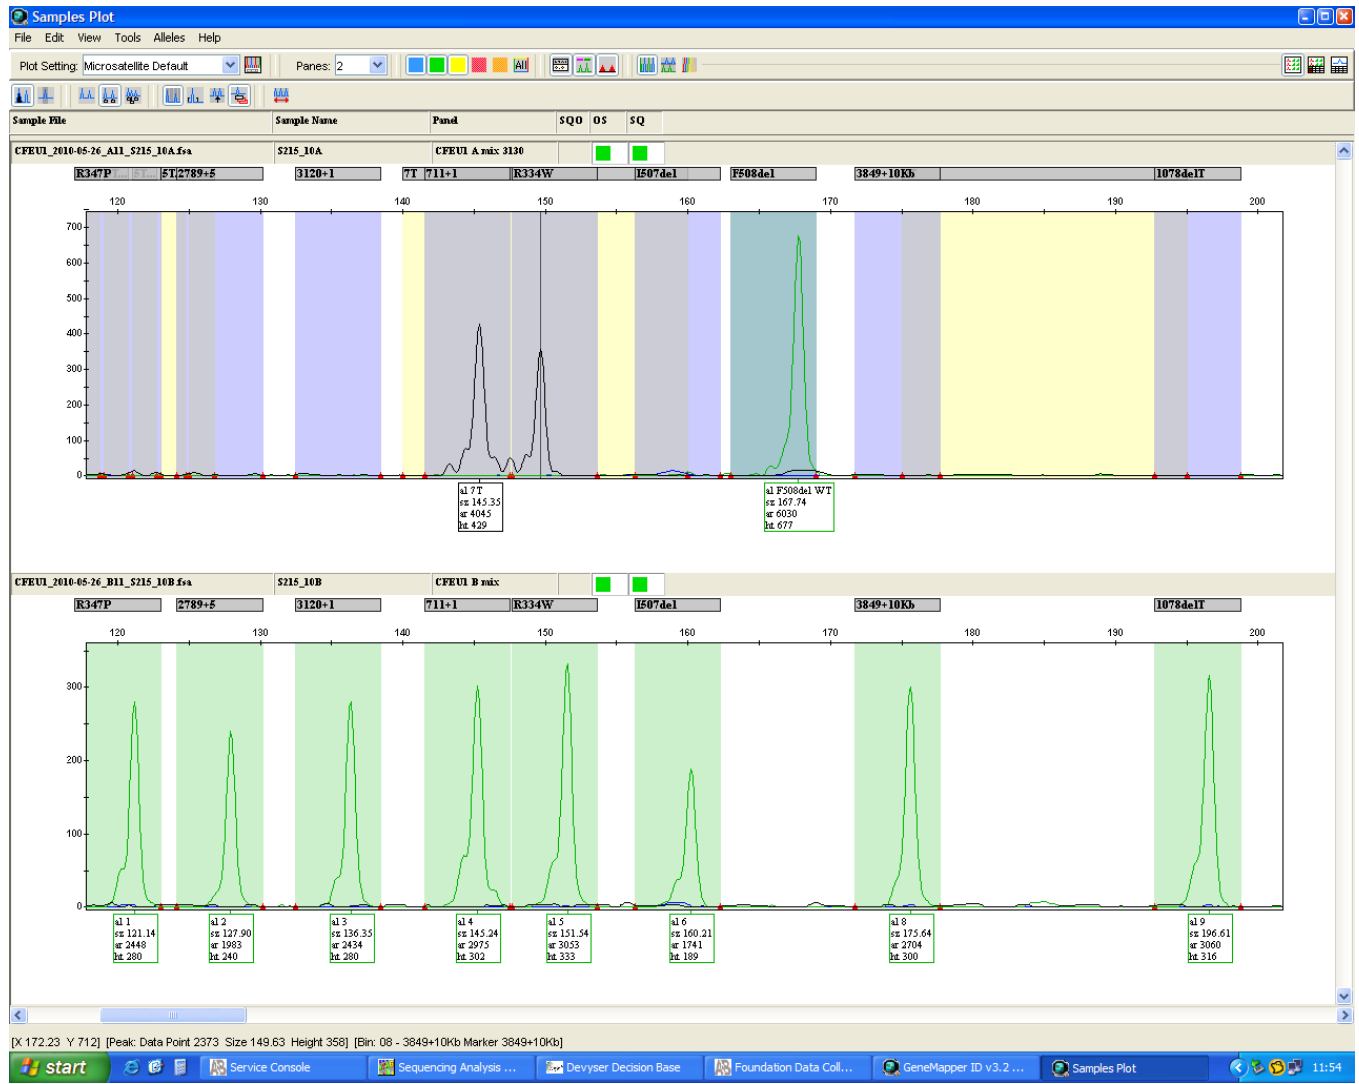 Samples Plot
File Edit View Tools Alleles Help
Plot Setting: Microsatellite Default Panes: 2 All
Sample File Sample Name Panel SQO OS SQ
CFEU1_2010-05-26_A11_S215_10A.fsa S215_10A CFEU1 A mix 3130
R347P T... 5T... 5T 2789+5 3120+1 7T 711+1 R334W I507del F508del 3849+10Kb 1078delT
120 130 140 150 160 170 180 190 200
700
600
500
400
300
200
100
0
al 7T
sz 145.35
ar 4045
ht 429
al F508del WT
sz 167.74
ar 6030
ht 677
CFEU1_2010-05-26_B11_S215_10B.fsa S215_10B CFEU1 B mix
R347P 2789+5 3120+1 711+1 R334W I507del 3849+10Kb 1078delT
120 130 140 150 160 170 180 190 200
300
200
100
0
al 1 al 2 al 3 al 4 al 5 al 6 al 8 al 9
sz 121.14 sz 127.90 sz 136.35 sz 145.24 sz 151.54 sz 160.21 sz 175.64 sz 196.61
ar 2448 ar 1983 ar 2434 ar 2975 ar 3053 ar 1741 ar 2704 ar 3060
ht 280 ht 240 ht 280 ht 302 ht 333 ht 189 ht 300 ht 316
[X 172.23 Y 712] [Peak: Data Point 2373 Size 149.63 Height 358] [Bin: 08 - 3849+10Kb Marker 3849+10Kb]
start Service Console Sequencing Analysis ... Devyser Decision Base Foundation Data Coll... GeneMapper ID v3.2 ... Samples Plot 11:54